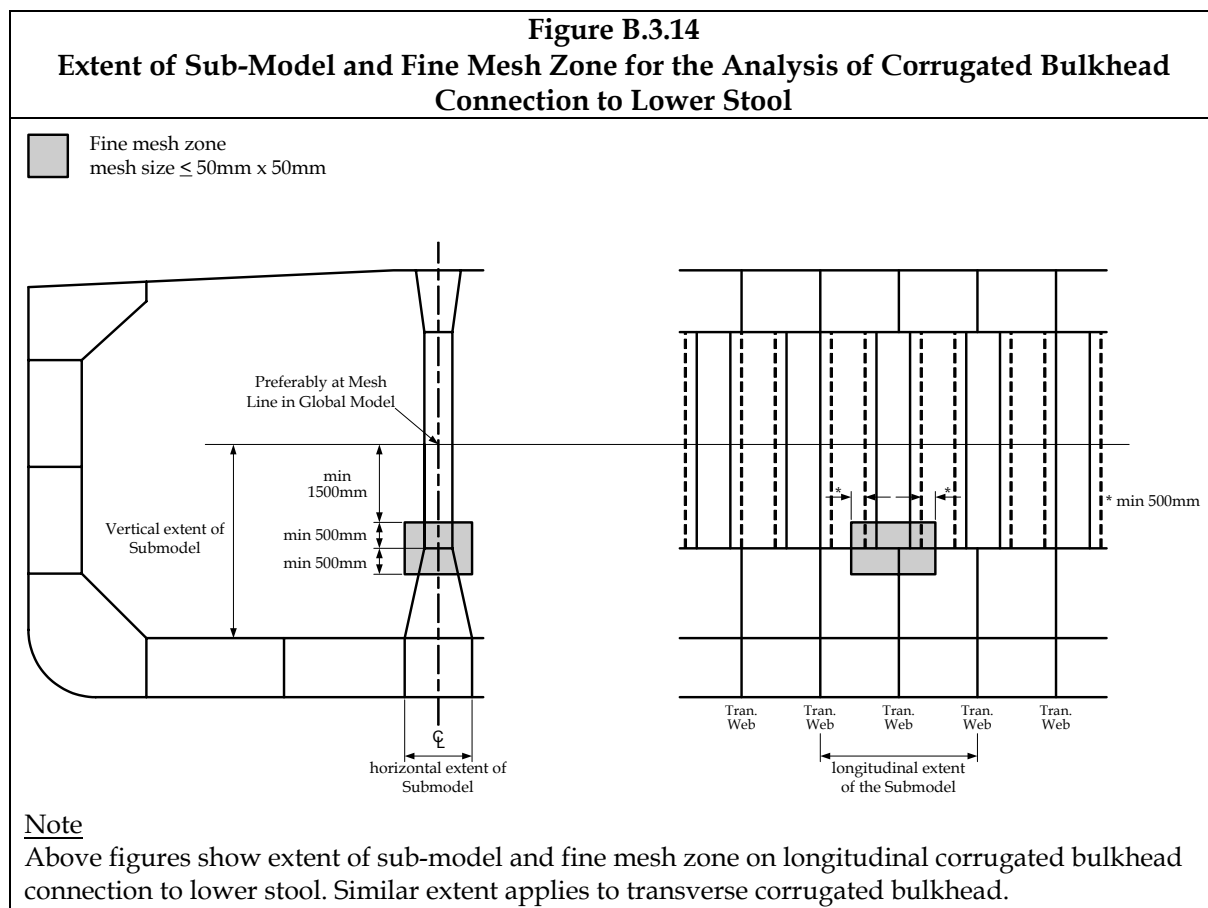 Figure B.3.14
Extent of Sub-Model and Fine Mesh Zone for the Analysis of Corrugated Bulkhead
Connection to Lower Stool
Fine mesh zone
mesh size ≤ 50mm x 50mm
Preferably at Mesh
Line in Global Model
min
1500mm
Vertical extent of
Submodel
min 500mm
min 500mm
* *
* min 500mm
Tran. Web
Tran. Web
Tran. Web
Tran. Web
Tran. Web
℄
horizontal extent of
Submodel
longitudinal extent
of the Submodel
Note
Above figures show extent of sub-model and fine mesh zone on longitudinal corrugated bulkhead
connection to lower stool. Similar extent applies to transverse corrugated bulkhead.